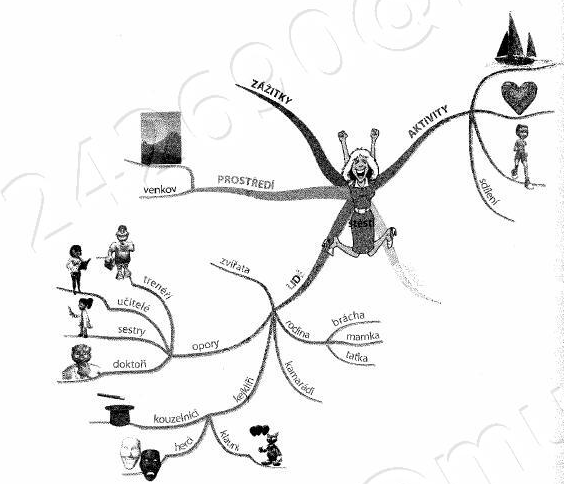 ZÁŽITKY
AKTIVITY
sdílení
PROSTŘEDÍ
venkov
štěstí
LIDÉ
zvířata
rodina
brácha
mamka
taťka
kamarádi
opory
trenéři
učitelé
sestry
doktoři
kejklíři
kouzelníci
herci
klauni